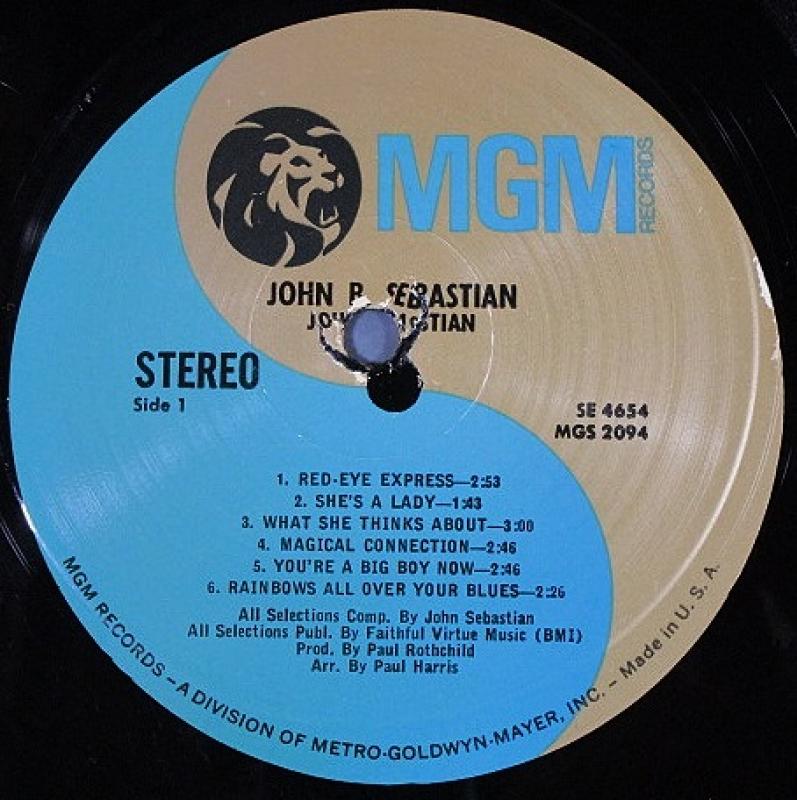 MGM
RECORDS
JOHN B. SEBASTIAN
STEREO
Side 1
SE 4654
MGS 2094
1. RED-EYE EXPRESS—2:53
2. SHE'S A LADY—1:43
3. WHAT SHE THINKS ABOUT—3:00
4. MAGICAL CONNECTION—2:46
5. YOU'RE A BIG BOY NOW—2:46
6. RAINBOWS ALL OVER YOUR BLUES—2:26
All Selections Comp. By John Sebastian
All Selections Publ. By Faithful Virtue Music (BMI)
Prod. By Paul Rothchild
Arr. By Paul Harris
MGM RECORDS – A DIVISION OF METRO-GOLDWYN-MAYER, INC. – Made in U. S. A.